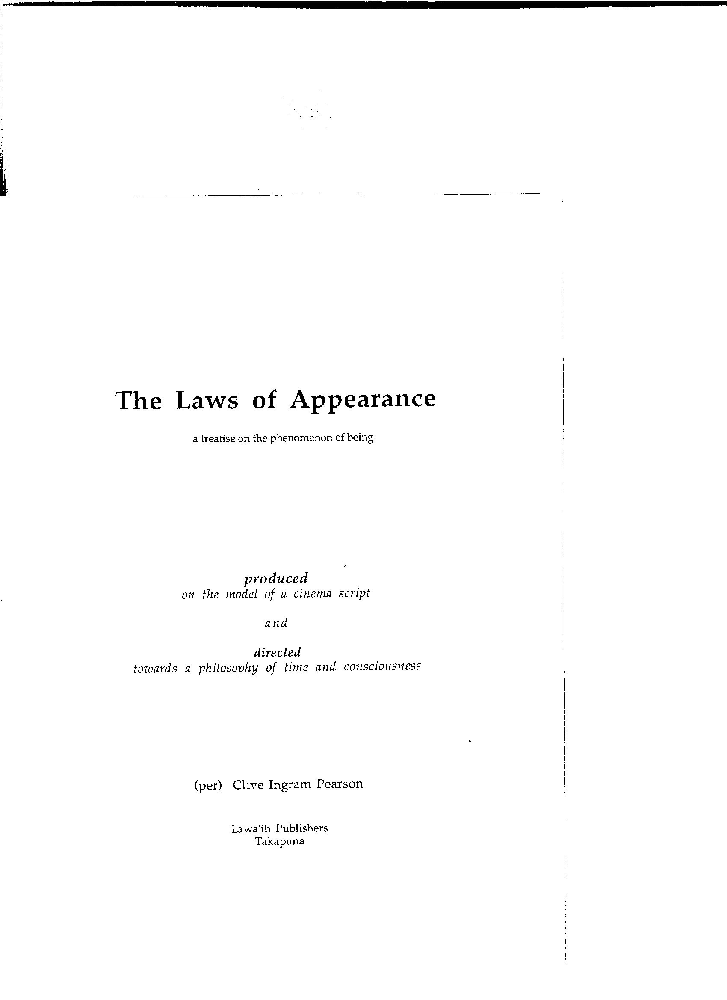 The Laws of Appearance
a treatise on the phenomenon of being
produced
on the model of a cinema script
and
directed
towards a philosophy of time and consciousness
(per) Clive Ingram Pearson
Lawa'ih Publishers
Takapuna